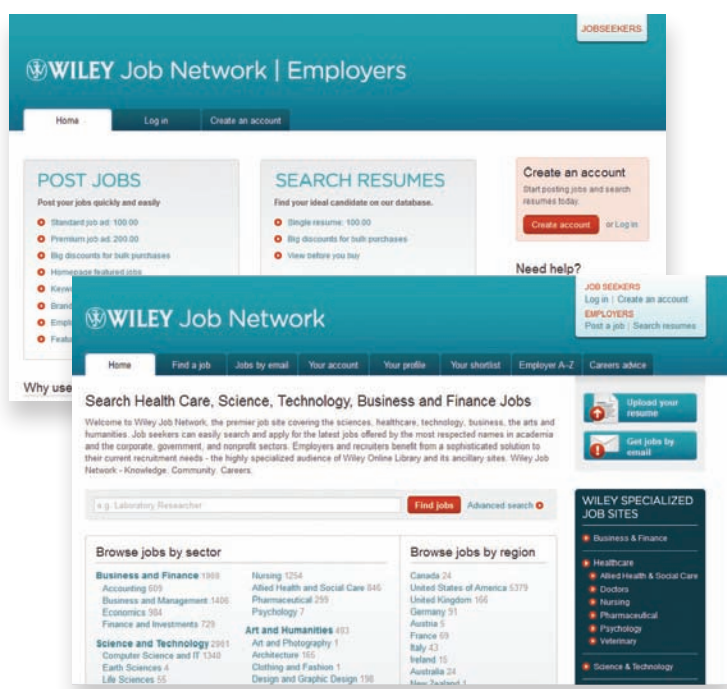 JOBSEEKERS
WILEY Job Network | Employers
Home
Log in
Create an account
POST JOBS
Post your jobs quickly and easily
Standard job ad: 100.00
Premium job ad: 200.00
Big discounts for bulk purchases
Homepage featured jobs
SEARCH RESUMES
Find your ideal candidate on our database.
Single resume: 100.00
Big discounts for bulk purchases
View before you buy
Create an account
Start posting jobs and search
resumes today.
Create account or Log in
Need help?
Why use
JOB SEEKERS
Log in | Create an account
EMPLOYERS
Post a job | Search resumes
WILEY Job Network
Home
Find a job
Jobs by email
Your account
Your profile
Your shortlist
Employer A-Z
Careers advice
Search Health Care, Science, Technology, Business and Finance Jobs
Welcome to Wiley Job Network, the premier job site covering the sciences, healthcare, technology, business, the arts and
humanities. Job seekers can easily search and apply for the latest jobs offered by the most respected names in academia
and the corporate, government, and nonprofit sectors. Employers and recruiters benefit from a sophisticated solution to
their current recruitment needs - the highly specialized audience of Wiley Online Library and its ancillary sites. Wiley Job
Network - Knowledge. Community. Careers.
Upload your
resume
Get jobs by
email
e.g. Laboratory Researcher
Find jobs
Advanced search
Browse jobs by sector
Business and Finance 1988
Accounting 609
Business and Management 1406
Economics 984
Finance and Investments 729
Science and Technology 2981
Computer Science and IT 1340
Earth Sciences 4
Life Sciences 55
Nursing 1254
Allied Health and Social Care 846
Pharmaceutical 299
Psychology 7
Art and Humanities 493
Art and Photography 1
Architecture 165
Clothing and Fashion 1
Design and Graphic Design 198
Browse jobs by region
Canada 24
United States of America 5379
United Kingdom 166
Germany 91
Austria 5
France 69
Italy 43
Ireland 15
Australia 24
New Zealand 1
WILEY SPECIALIZED
JOB SITES
Business & Finance
Healthcare
Allied Health & Social Care
Doctors
Nursing
Pharmaceutical
Psychology
Veterinary
Science & Technology